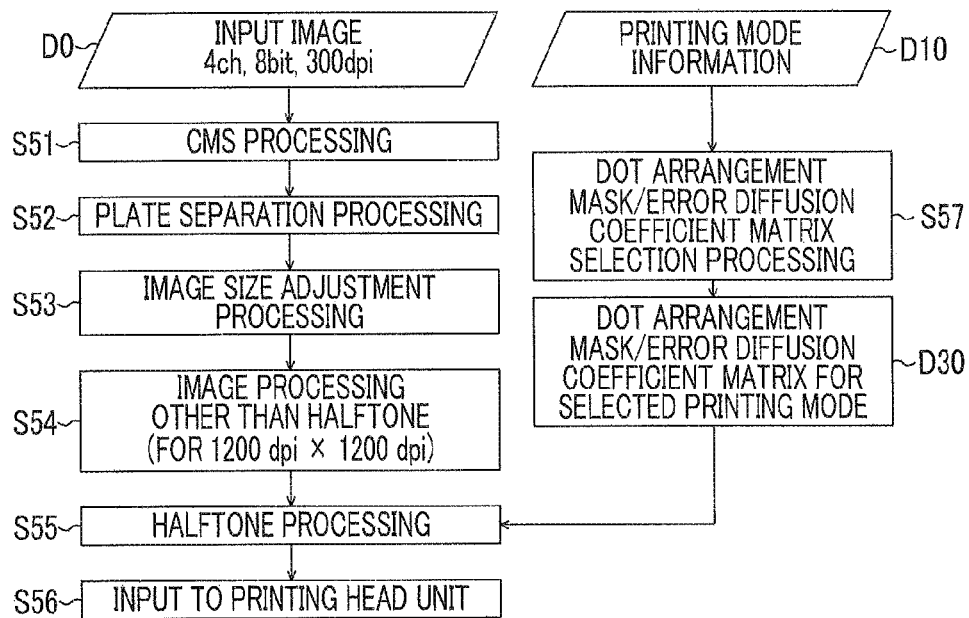 D0
INPUT IMAGE
4ch, 8bit, 300dpi
S51
CMS PROCESSING
S52
PLATE SEPARATION PROCESSING
S53
IMAGE SIZE ADJUSTMENT
PROCESSING
S54
IMAGE PROCESSING
OTHER THAN HALFTONE
(FOR 1200 dpi × 1200 dpi)
S55
HALFTONE PROCESSING
S56
INPUT TO PRINTING HEAD UNIT
PRINTING MODE
INFORMATION
D10
DOT ARRANGEMENT
MASK/ERROR DIFFUSION
COEFFICIENT MATRIX
SELECTION PROCESSING
S57
DOT ARRANGEMENT
MASK/ERROR DIFFUSION
COEFFICIENT MATRIX FOR
SELECTED PRINTING MODE
D30